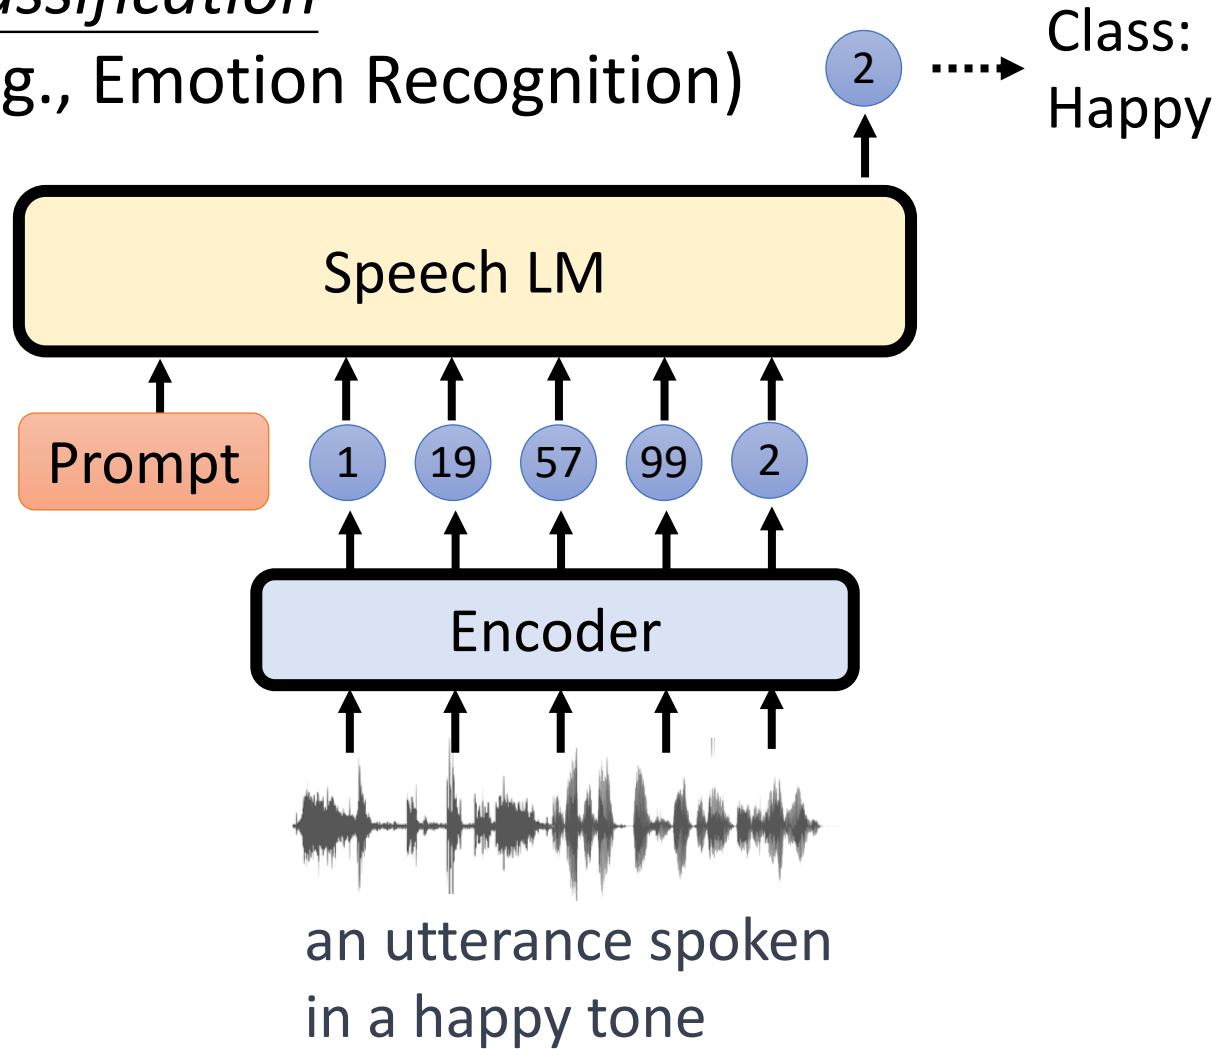 g., Emotion Recognition)
2
Class:
Happy
Speech LM
Prompt
1 19 57 99 2
Encoder
an utterance spoken
in a happy tone